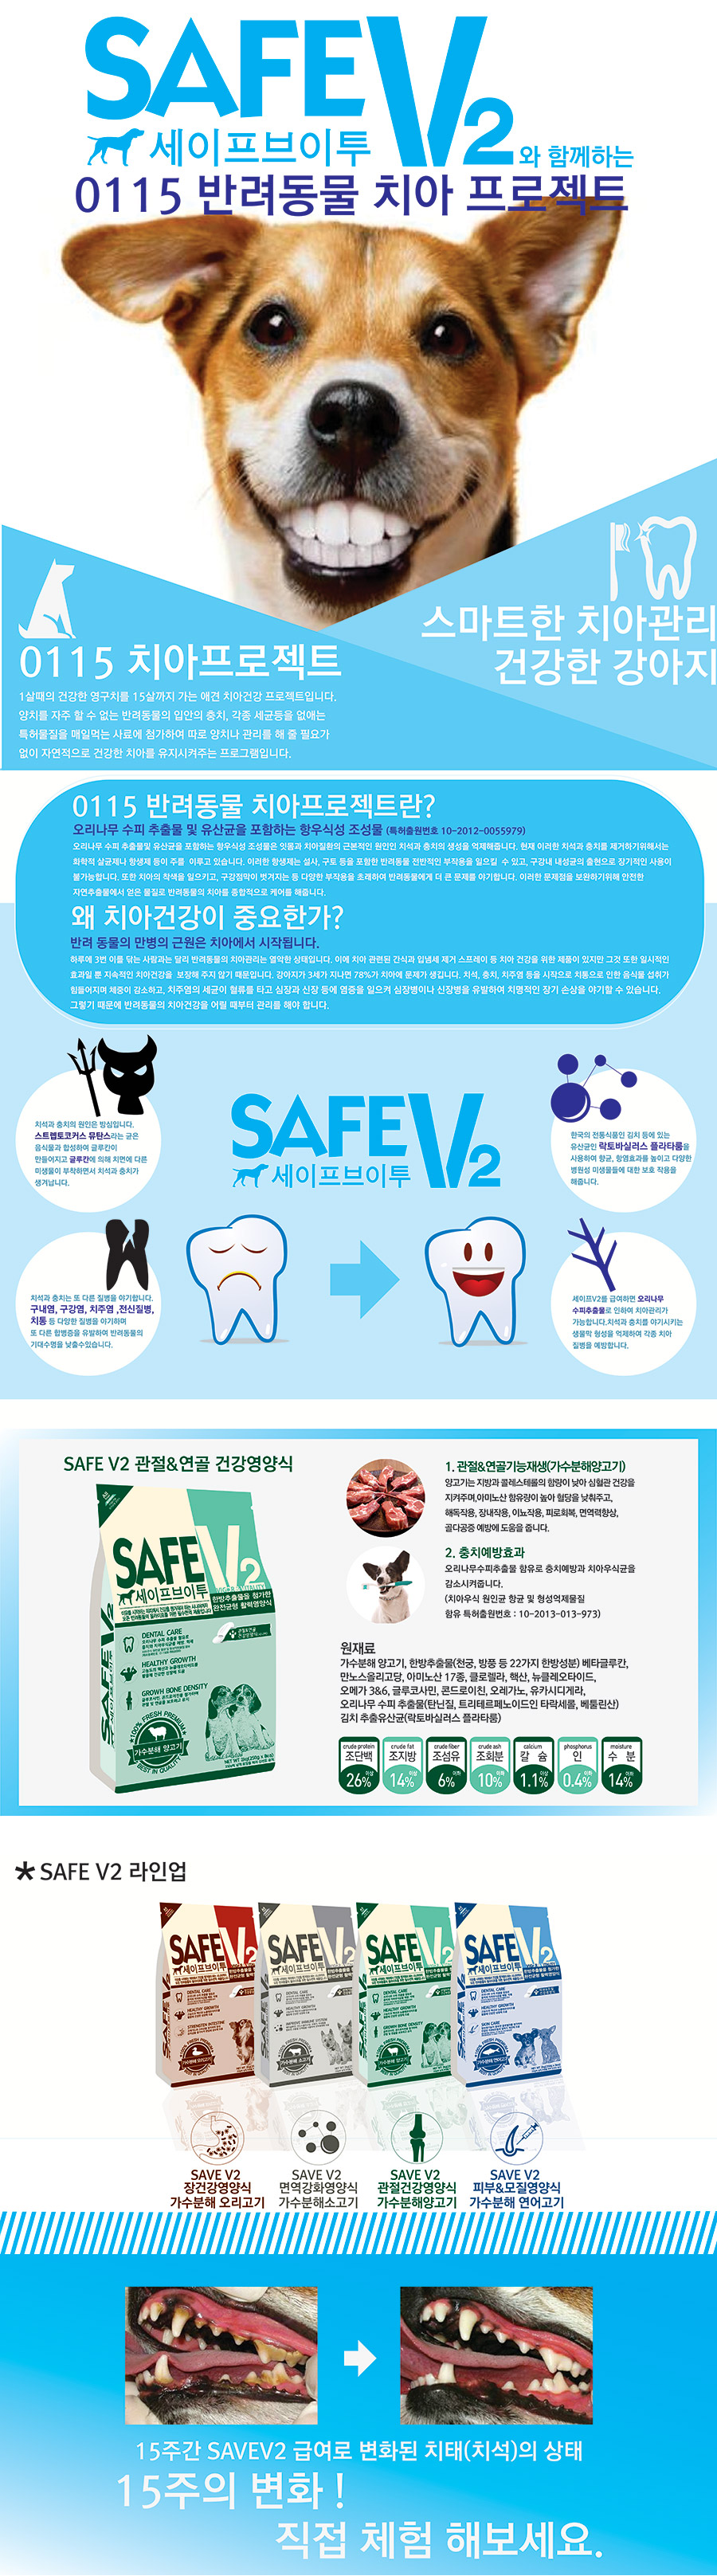 SAFE V2
세이프브이투
와 함께하는
0115 반려동물 치아 프로젝트
스마트한 치아관리
건강한 강아지
0115 치아프로젝트
1살때의 건강한 영구치를 15살까지 가는 애견 치아건강 프로젝트입니다.
양치를 자주 할 수 없는 반려동물의 입안의 충치, 각종 세균등을 없애는
특허물질을 매일먹는 사료에 첨가하여 따로 양치나 관리를 해 줄 필요가
없이 자연적으로 건강한 치아를 유지시켜주는 프로그램입니다.
0115 반려동물 치아프로젝트란?
오리나무 수피 추출물 및 유산균을 포함하는 항우식성 조성물 (특허출원번호 10-2012-0055979)
오리나무 수피 추출물및 유산균을 포함하는 항우식성 조성물은 잇몸과 치아질환의 근본적인 원인인 치석과 충치의 생성을 억제해줍니다. 현재 이러한 치석과 충치를 제거하기위해서는
화학적 살균제나 항생제 등이 주를 이루고 있습니다. 이러한 항생제는 설사, 구토 등을 포함한 반려동물 전반적인 부작용을 일으킬 수 있고, 구강내 내성균의 출현으로 장기적인 사용이
불가능합니다. 또한 치아의 착색을 일으키고, 구강점막이 벗겨지는 등 다양한 부작용을 초래하여 반려동물에게 더 큰 문제를 야기합니다. 이러한 문제점을 보완하기위해 안전한
자연추출물에서 얻은 물질로 반려동물의 치아를 종합적으로 케어를 해줍니다.
왜 치아건강이 중요한가?
반려 동물의 만병의 근원은 치아에서 시작됩니다.
하루에 3번 이를 닦는 사람과는 달리 반려동물의 치아관리는 열악한 상태입니다. 이에 치아 관련된 간식과 입냄새 제거 스프레이 등 치아 건강을 위한 제품이 있지만 그것 또한 일시적인
효과일 뿐 지속적인 치아건강을 보장해 주지 않기 때문입니다. 강아지가 3세가 지나면 78%가 치아에 문제가 생깁니다. 치석, 충치, 치주염 등을 시작으로 치통으로 인한 음식물 섭취가
힘들어지며 체중이 감소하고, 치주염의 세균이 혈류를 타고 심장과 신장 등에 염증을 일으켜 심장병이나 신장병을 유발하여 치명적인 장기 손상을 야기할 수 있습니다.
그렇기 때문에 반려동물의 치아건강을 어릴 때부터 관리를 해야 합니다.
치석과 충치의 원인은 방심입니다.
스트렙토코커스 뮤탄스라는 균은
음식물과 합성하여 글루칸이
만들어지고 글루칸에 의해 치면에 다른
미생물이 부착하면서 치석과 충치가
생겨납니다.
SAFE V2
세이프브이투
한국의 전통식품인 김치 등에 있는
유산균인 락토바실러스 플라타룸을
사용하여 향균, 항염효과를 높이고 다양한
병원성 미생물들에 대한 보호 작용을
해줍니다.
치석과 충치는 또 다른 질병을 야기합니다.
구내염, 구강염, 치주염 ,전신질병,
치통 등 다양한 질병을 야기하며
또 다른 합병증을 유발하여 반려동물의
기대수명을 낮출수있습니다.
세이프V2를 급여하면 오리나무
수피추출물로 인하여 치아관리가
가능합니다.치석과 충치를 야기시키는
생물막 형성을 억제하여 각종 치아
질병을 예방합니다.
SAFE V2 관절&연골 건강영양식
SAFE V2
세이프브이투
한방추출물을 첨가한
완전균형 활력영양식
DENTAL CARE
HEALTHY GROWTH
GROWH BONE DENSITY
100% FRESH PREMIUM
가수분해 양고기
BEST IN QUALITY
1. 관절&연골기능재생(가수분해양고기)
양고기는 지방과 콜레스테롤의 함량이 낮아 심혈관 건강을
지켜주며,아미노산 함유량이 높아 혈당을 낮춰주고,
해독작용, 장내작용, 이뇨작용, 피로회복, 면역력향상,
골다공증 예방에 도움을 줍니다.
2. 충치예방효과
오리나무수피추출물 함유로 충치예방과 치아우식균을
감소시켜줍니다.
(치아우식 원인균 항균 및 형성억제물질
함유 특허출원번호 : 10-2013-013-973)
원재료
가수분해 양고기, 한방추출물(천궁, 방풍 등 22가지 한방성분) 베타글루칸,
만노스올리고당, 아미노산 17종, 클로렐라, 핵산, 뉴클레오타이드,
오메가 3&6, 글루코사민, 콘드로이친, 오레가노, 유카시디게라,
오리나무 수피 추출물(탄닌질, 트리테르페노이드인 타락세롤, 베툴린산)
김치 추출유산균(락토바실러스 플라타룸)
crude protein 조단백 26% 이상
crude fat 조지방 14% 이상
crude fiber 조섬유 6% 이하
crude ash 조회분 10% 이하
calcium 칼 슘 1.1% 이상
phosphorus 인 0.4% 이하
moisture 수 분 14% 이하
* SAFE V2 라인업
SAFE V2
세이프브이투
SAFE V2
세이프브이투
SAFE V2
세이프브이투
SAFE V2
세이프브이투
SAVE V2
장건강영양식
가수분해 오리고기
SAVE V2
면역강화영양식
가수분해소고기
SAVE V2
관절건강영양식
가수분해양고기
SAVE V2
피부&모질영양식
가수분해 연어고기
15주간 SAVEV2 급여로 변화된 치태(치석)의 상태
15주의 변화 !
직접 체험 해보세요.